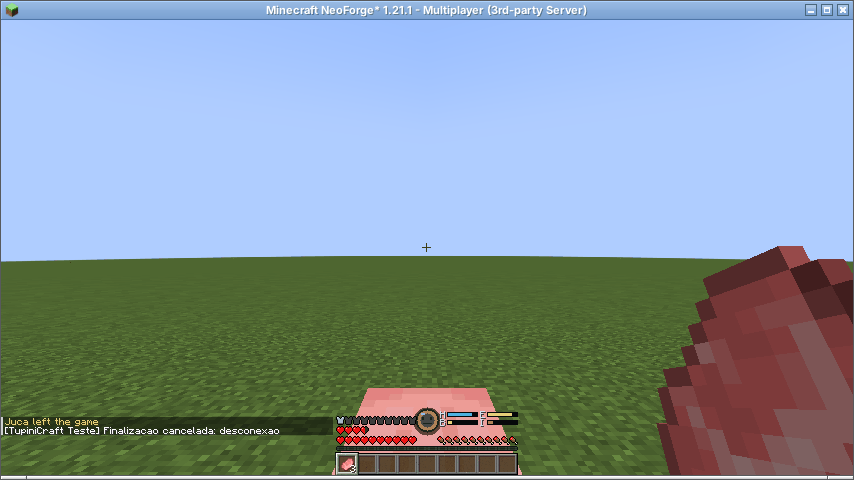 Minecraft NeoForge* 1.21.1 - Multiplayer (3rd-party Server)
Juca left the game
[TupiniCraft Teste] Finalizacao cancelada: desconexao